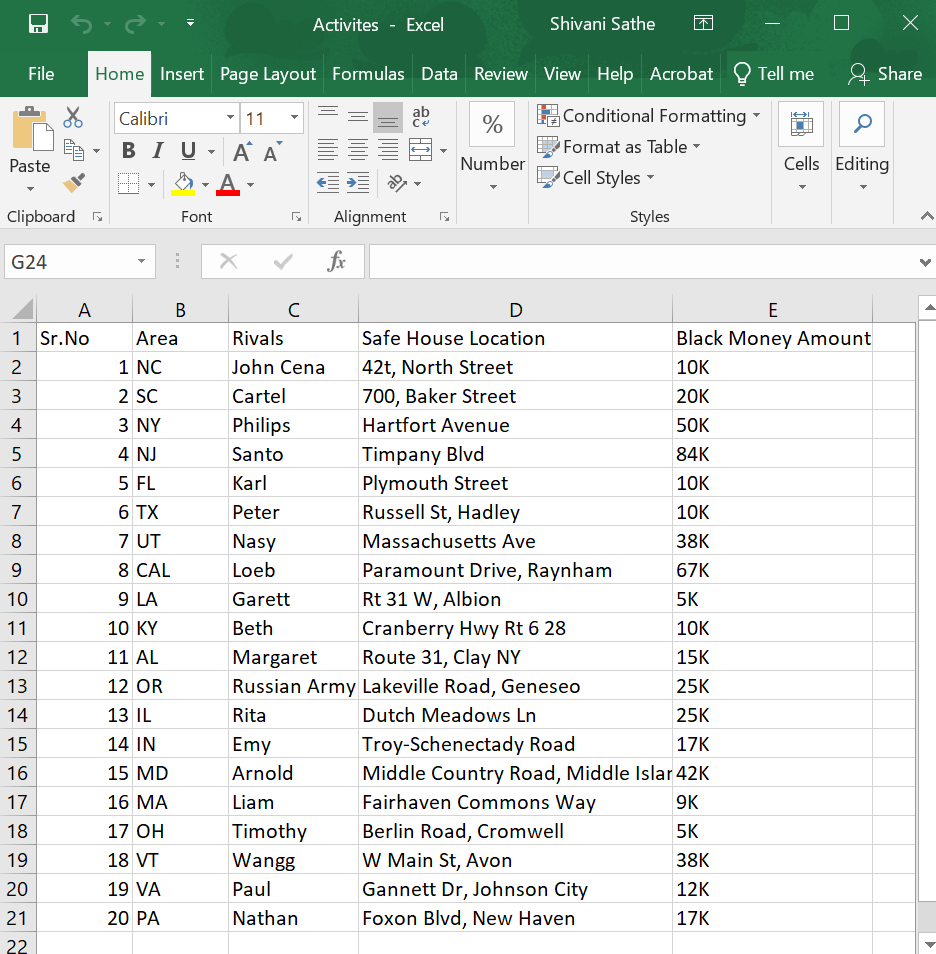 Activites - Excel Shivani Sathe
File Home Insert Page Layout Formulas Data Review View Help Acrobat Tell me Share
Calibri 11 ab % Conditional Formatting
Format as Table
Paste B I U A A Number Cell Styles Cells Editing
A
Clipboard Font Alignment Styles
G24 fx
A B C D E
1 Sr.No Area Rivals Safe House Location Black Money Amount
2 1 NC John Cena 42t, North Street 10K
3 2 SC Cartel 700, Baker Street 20K
4 3 NY Philips Hartfort Avenue 50K
5 4 NJ Santo Timpany Blvd 84K
6 5 FL Karl Plymouth Street 10K
7 6 TX Peter Russell St, Hadley 10K
8 7 UT Nasy Massachusetts Ave 38K
9 8 CAL Loeb Paramount Drive, Raynham 67K
10 9 LA Garett Rt 31 W, Albion 5K
11 10 KY Beth Cranberry Hwy Rt 6 28 10K
12 11 AL Margaret Route 31, Clay NY 15K
13 12 OR Russian Army Lakeville Road, Geneseo 25K
14 13 IL Rita Dutch Meadows Ln 25K
15 14 IN Emy Troy-Schenectady Road 17K
16 15 MD Arnold Middle Country Road, Middle Islar 42K
17 16 MA Liam Fairhaven Commons Way 9K
18 17 OH Timothy Berlin Road, Cromwell 5K
19 18 VT Wangg W Main St, Avon 38K
20 19 VA Paul Gannett Dr, Johnson City 12K
21 20 PA Nathan Foxon Blvd, New Haven 17K
22